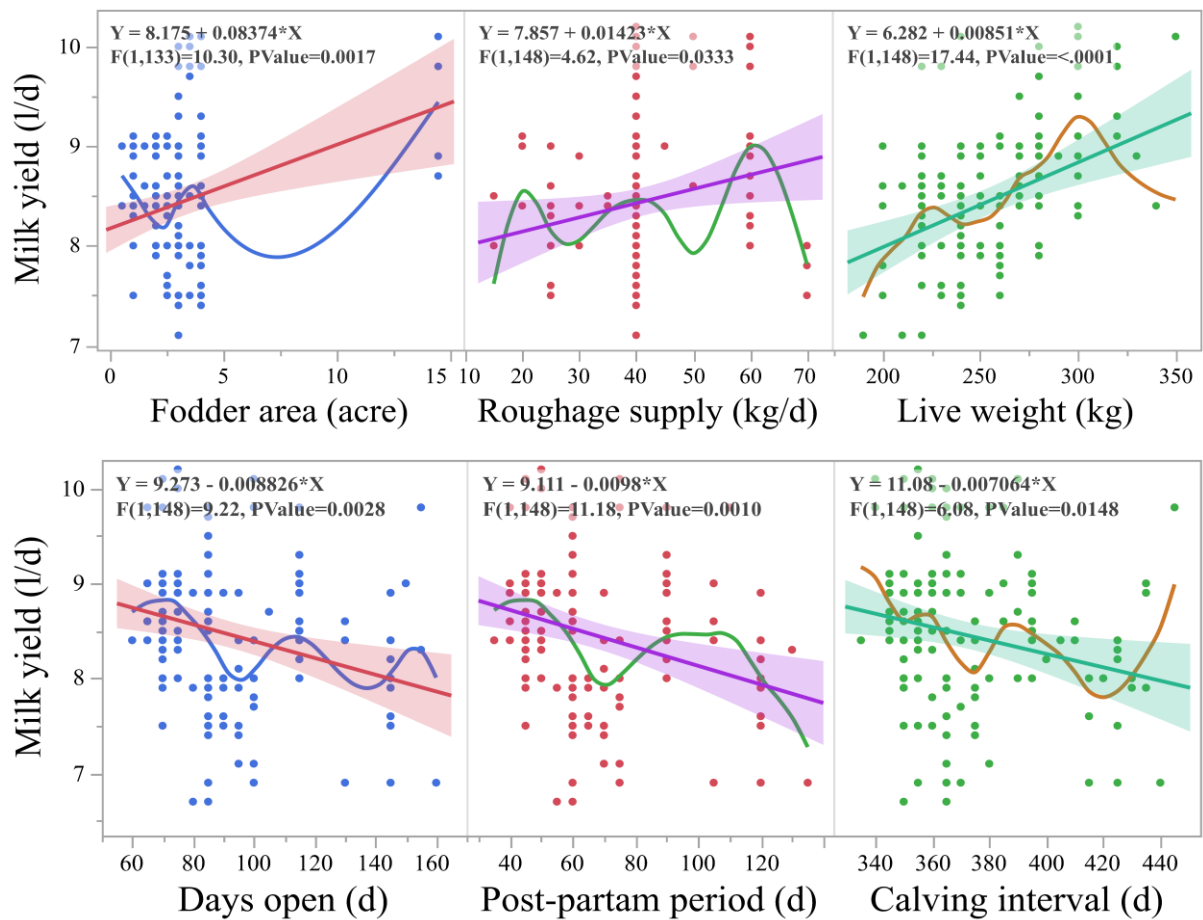 Y = 8.175 + 0.08374*X
F(1,133)=10.30, PValue=0.0017
Y = 7.857 + 0.01423*X
F(1,148)=4.62, PValue=0.0333
Y = 6.282 + 0.00851*X
F(1,148)=17.44, PValue=<.0001
Milk yield (l/d)
10
9
8
7
0 5 10 15
10 20 30 40 50 60 70
200 250 300 350
Fodder area (acre)
Roughage supply (kg/d)
Live weight (kg)
Y = 9.273 - 0.008826*X
F(1,148)=9.22, PValue=0.0028
Y = 9.111 - 0.0098*X
F(1,148)=11.18, PValue=0.0010
Y = 11.08 - 0.007064*X
F(1,148)=6.08, PValue=0.0148
Milk yield (l/d)
10
9
8
7
60 80 100 120 140 160
40 60 80 100 120
340 360 380 400 420 440
Days open (d)
Post-partam period (d)
Calving interval (d)